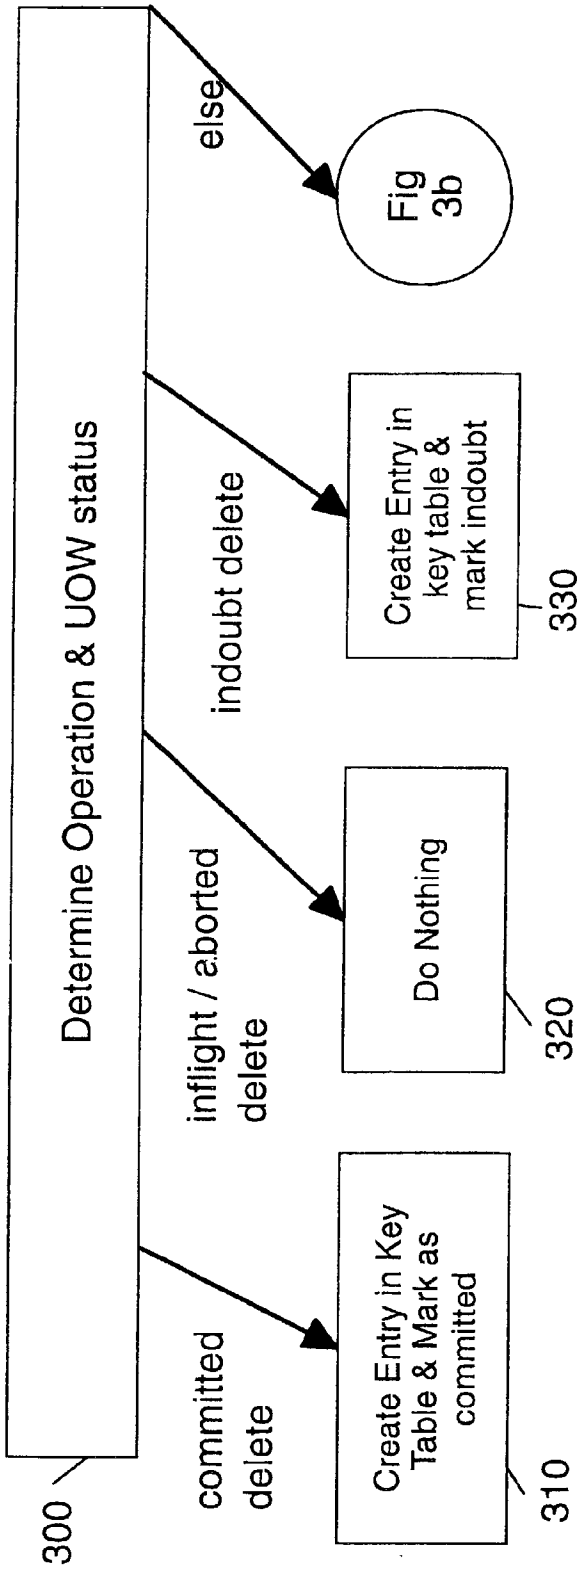 300
Determine Operation & UOW status
committed
delete
inflight / aborted
delete
indoubt delete
else
Create Entry in Key
Table & Mark as
committed
310
Do Nothing
320
Create Entry in
key table &
mark indoubt
330
Fig
3b